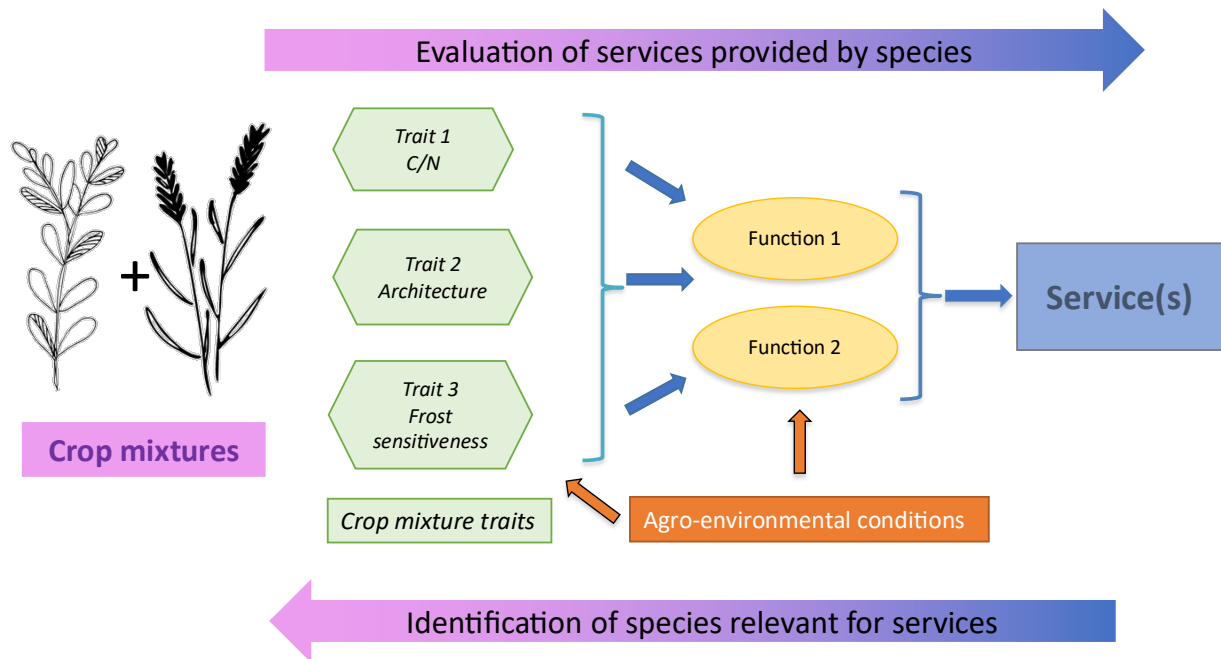 Evaluation of services provided by species
Trait 1
C/N
Trait 2
Architecture
Trait 3
Frost
sensitiveness
+
Function 1
Function 2
Service(s)
Crop mixtures
Crop mixture traits
Agro-environmental conditions
Identification of species relevant for services